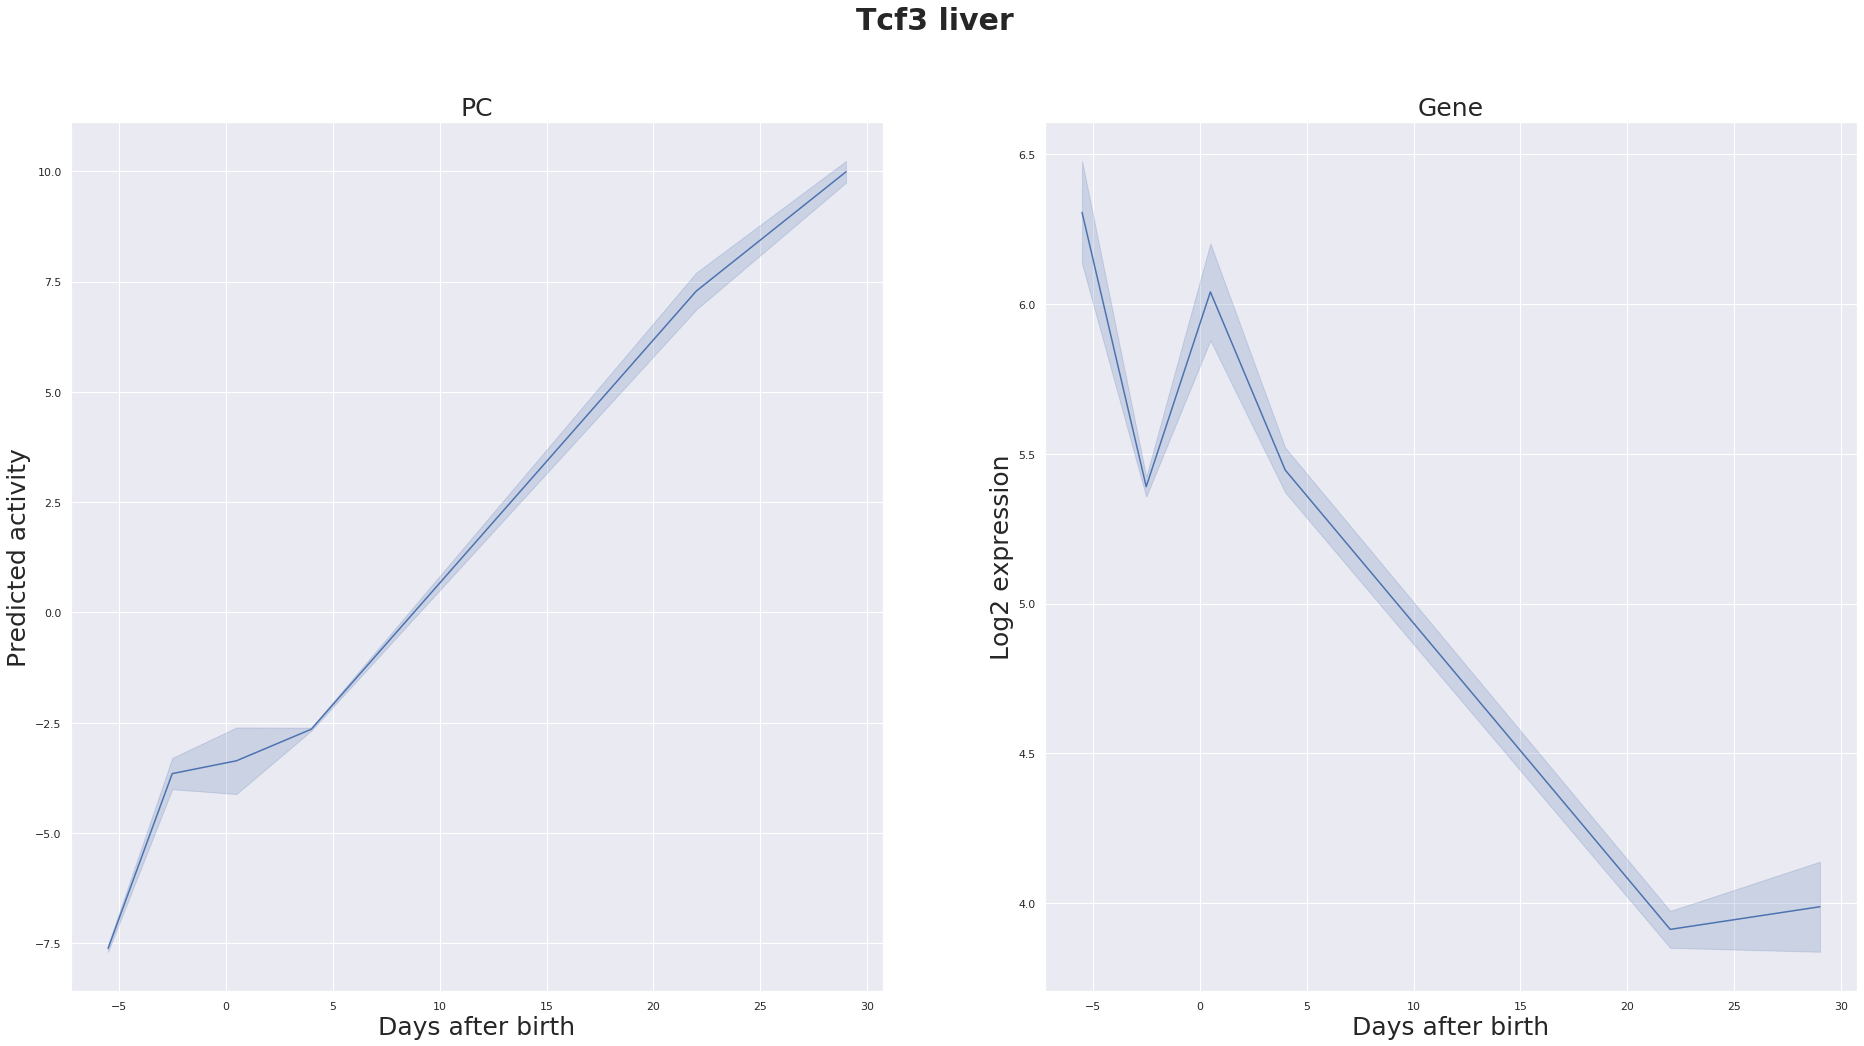 Tcf3 liver
PC
Predicted activity
10.0
7.5
5.0
2.5
0.0
−2.5
−5.0
−7.5
−5 0 5 10 15 20 25 30
Days after birth
Gene
Log2 expression
6.5
6.0
5.5
5.0
4.5
4.0
−5 0 5 10 15 20 25 30
Days after birth